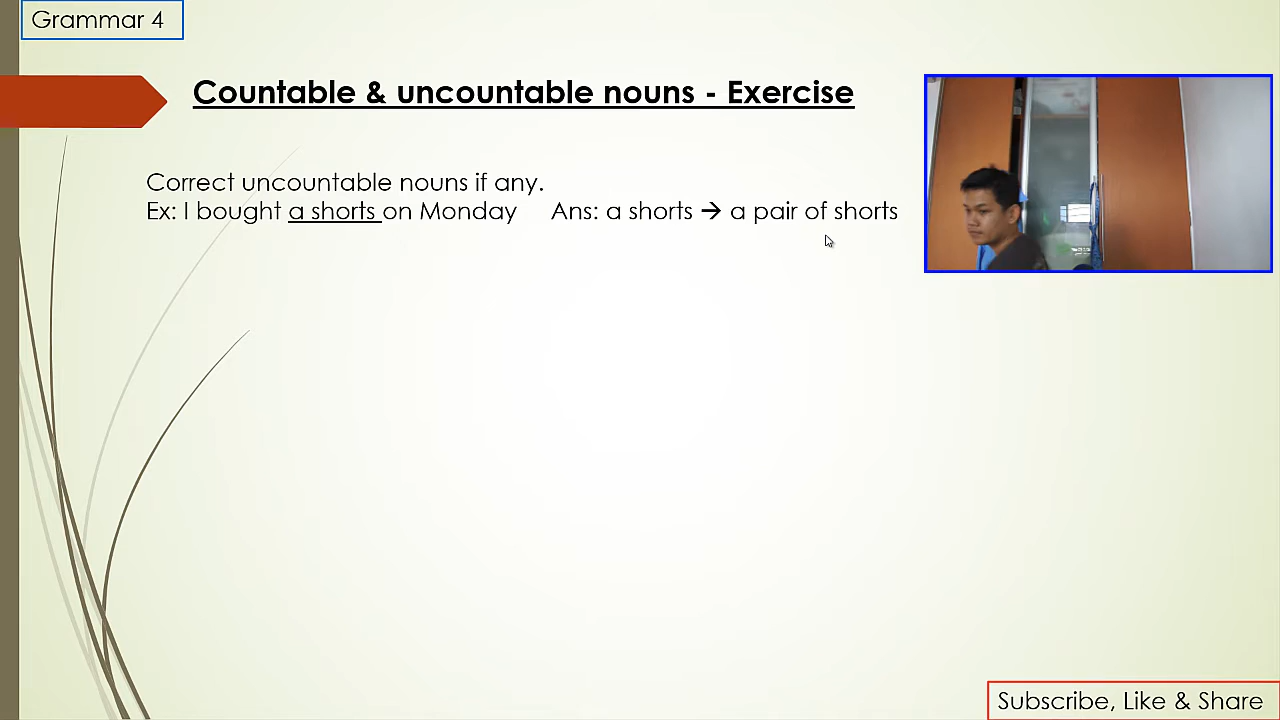 Grammar 4
Countable & uncountable nouns - Exercise
Correct uncountable nouns if any.
Ex: I bought a shorts on Monday Ans: a shorts → a pair of shorts
Subscribe, Like & Share